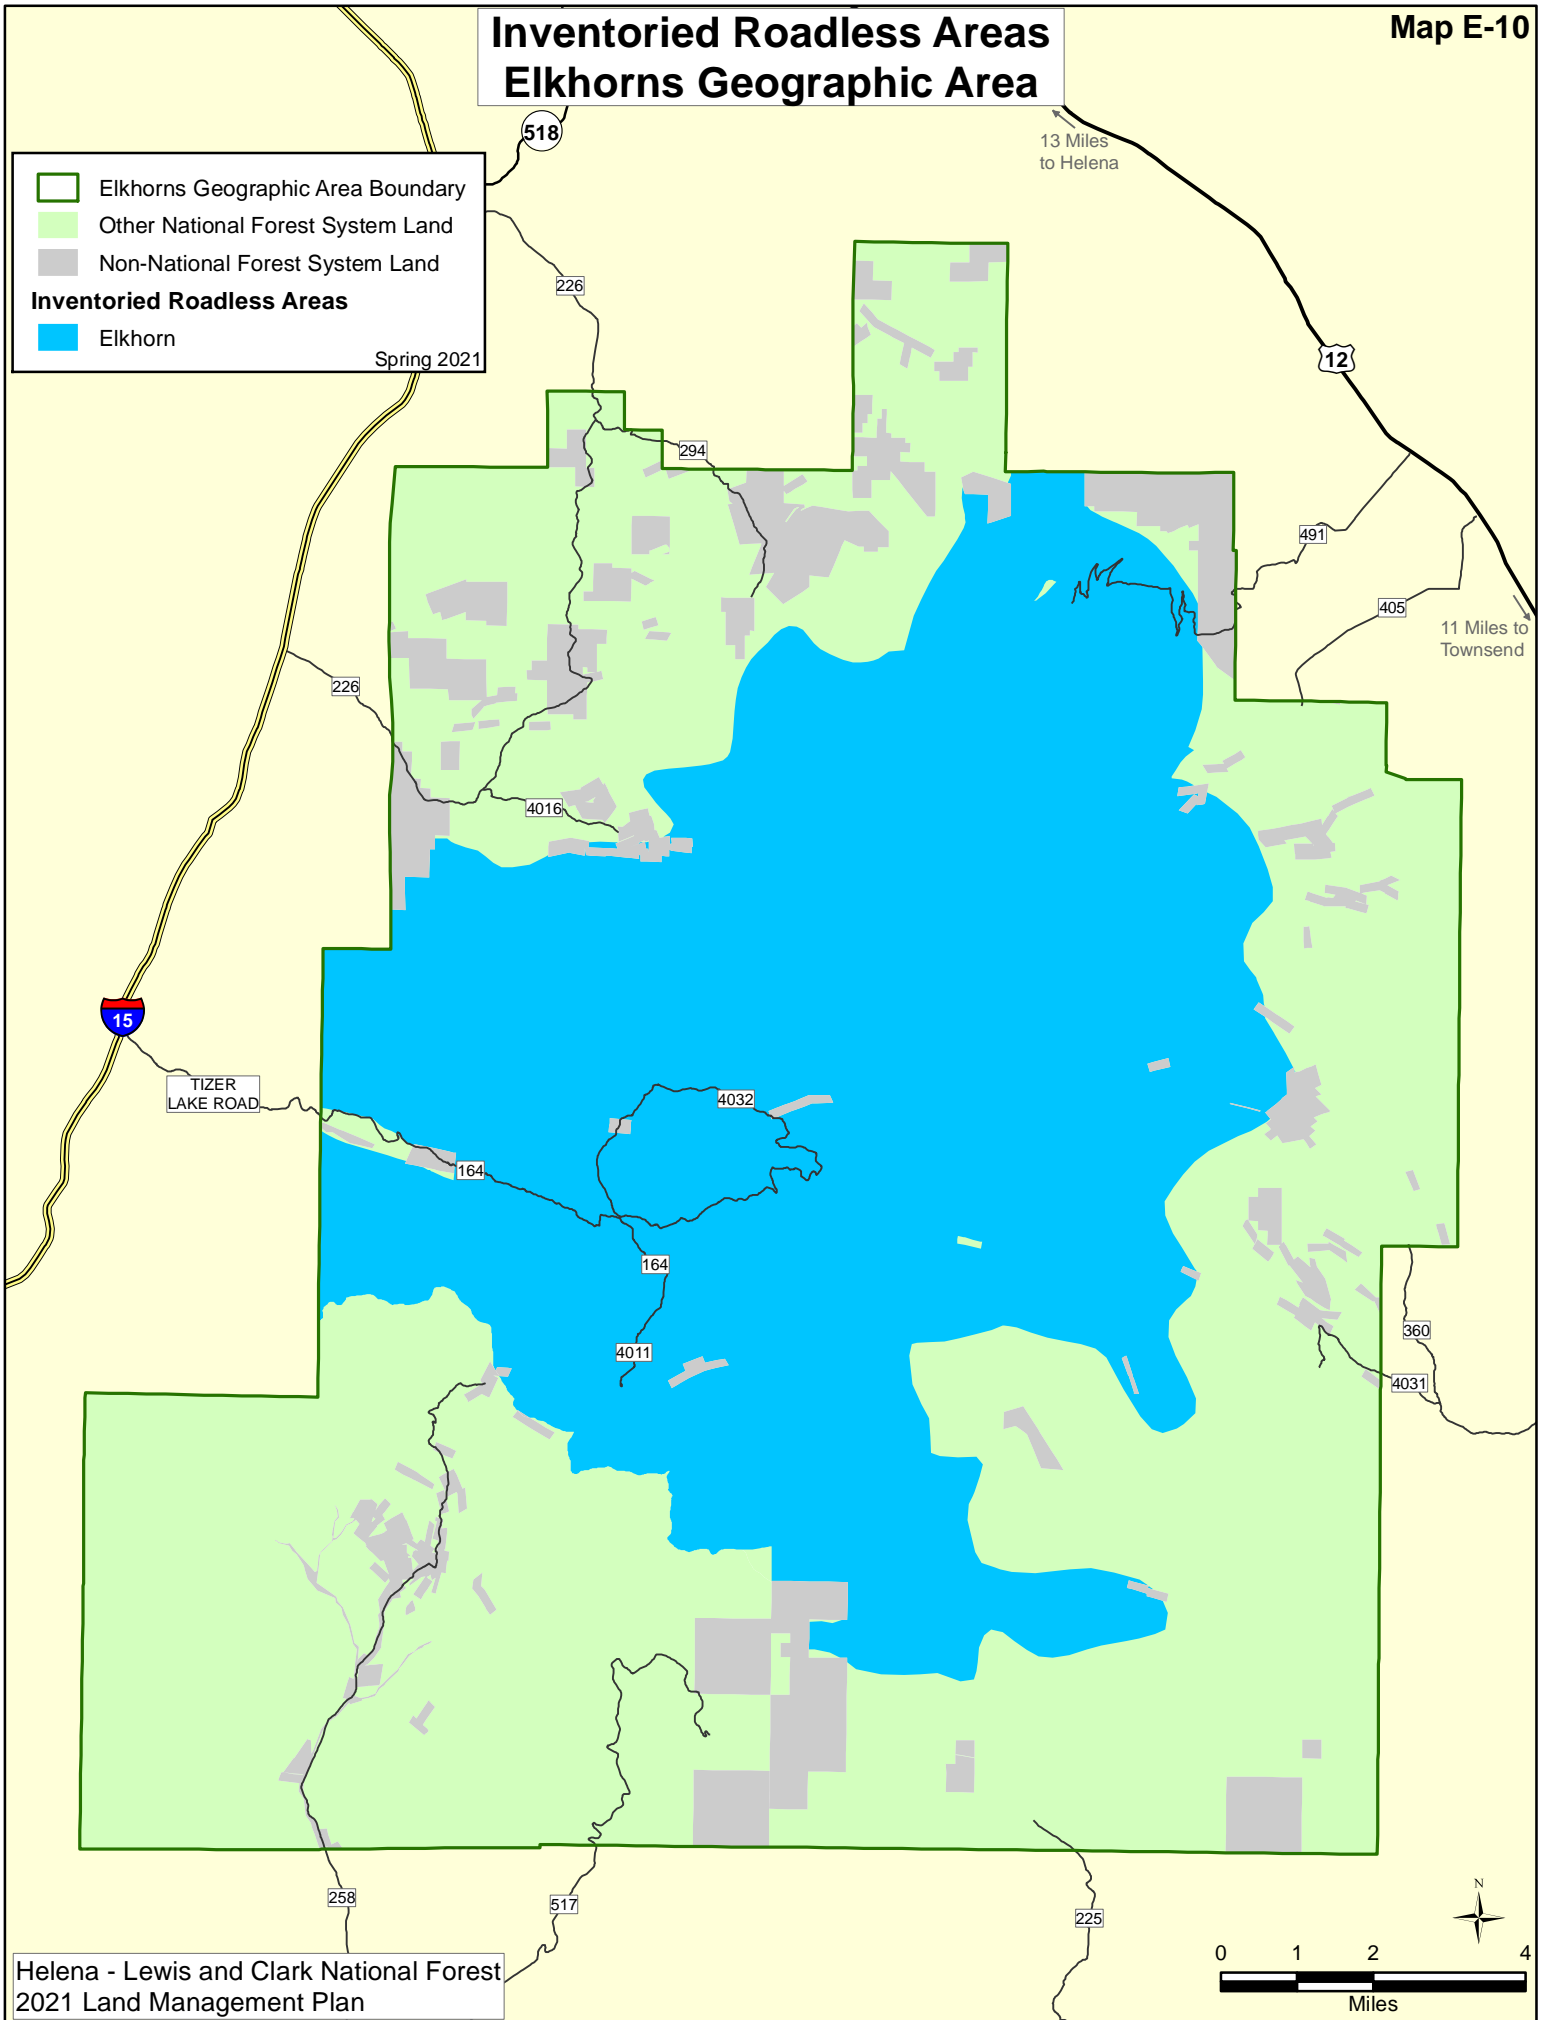 Inventoried Roadless Areas
Elkhorns Geographic Area
Map E-10
518
13 Miles
to Helena
Elkhorns Geographic Area Boundary
Other National Forest System Land
Non-National Forest System Land
Inventoried Roadless Areas
Elkhorn
Spring 2021
226
12
294
491
405
11 Miles to
Townsend
226
4016
15
TIZER
LAKE ROAD
4032
164
164
4011
360
4031
258
517
225
N
0 1 2 4
Miles
Helena - Lewis and Clark National Forest
2021 Land Management Plan